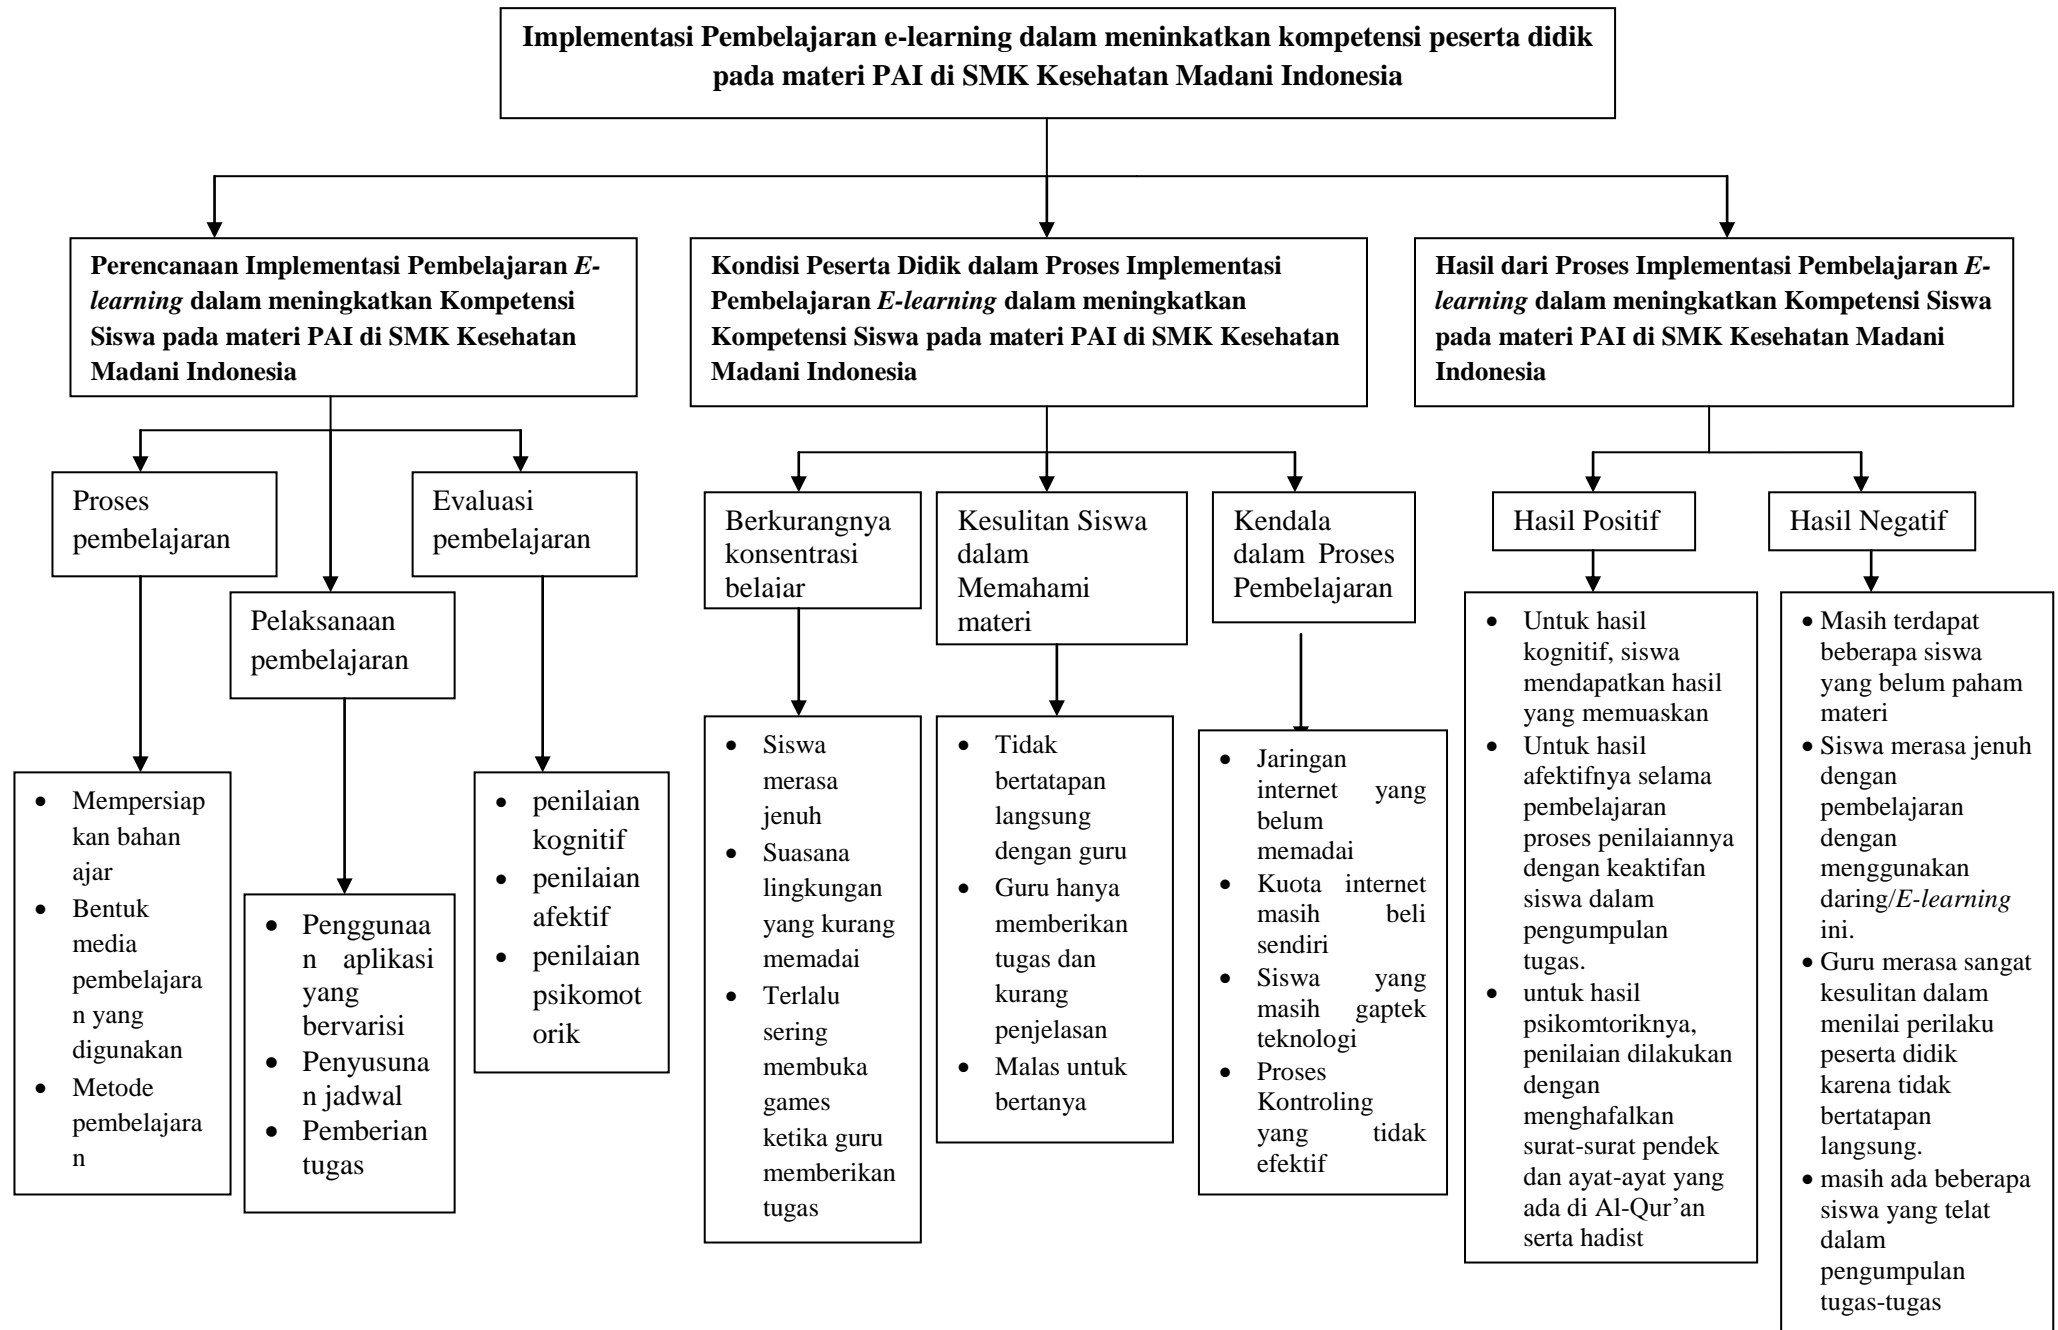 Implementasi Pembelajaran e-learning dalam meninkatkan kompetensi peserta didik
pada materi PAI di SMK Kesehatan Madani Indonesia
Perencanaan Implementasi Pembelajaran E-
learning dalam meningkatkan Kompetensi
Siswa pada materi PAI di SMK Kesehatan
Madani Indonesia
Kondisi Peserta Didik dalam Proses Implementasi
Pembelajaran E-learning dalam meningkatkan
Kompetensi Siswa pada materi PAI di SMK Kesehatan
Madani Indonesia
Hasil dari Proses Implementasi Pembelajaran E-
learning dalam meningkatkan Kompetensi Siswa
pada materi PAI di SMK Kesehatan Madani
Indonesia
Proses
pembelajaran
Pelaksanaan
pembelajaran
Evaluasi
pembelajaran
Berkurangnya
konsentrasi
belajar
Kesulitan Siswa
dalam
Memahami
materi
Kendala
dalam Proses
Pembelajaran
Hasil Positif
Hasil Negatif
• Mempersiap
kan bahan
ajar
• Bentuk
media
pembelajara
n yang
digunakan
• Metode
pembelajara
n
• Penggunaa
n aplikasi
yang
bervarisi
• Penyusuna
n jadwal
• Pemberian
tugas
• penilaian
kognitif
• penilaian
afektif
• penilaian
psikomot
orik
• Siswa
merasa
jenuh
• Suasana
lingkungan
yang kurang
memadai
• Terlalu
sering
membuka
games
ketika guru
memberikan
tugas
• Tidak
bertatapan
langsung
dengan guru
• Guru hanya
memberikan
tugas dan
kurang
penjelasan
• Malas untuk
bertanya
• Jaringan
internet yang
belum
memadai
• Kuota internet
masih beli
sendiri
• Siswa yang
masih gaptek
teknologi
• Proses
Kontroling
yang tidak
efektif
• Untuk hasil
kognitif, siswa
mendapatkan hasil
yang memuaskan
• Untuk hasil
afektifnya selama
pembelajaran
proses penilaiannya
dengan keaktifan
siswa dalam
pengumpulan
tugas.
• untuk hasil
psikomtoriknya,
penilaian dilakukan
dengan
menghafalkan
surat-surat pendek
dan ayat-ayat yang
ada di Al-Qur’an
serta hadist
• Masih terdapat
beberapa siswa
yang belum paham
materi
• Siswa merasa jenuh
dengan
pembelajaran
dengan
menggunakan
daring/E-learning
ini.
• Guru merasa sangat
kesulitan dalam
menilai perilaku
peserta didik
karena tidak
bertatapan
langsung.
• masih ada beberapa
siswa yang telat
dalam
pengumpulan
tugas-tugas